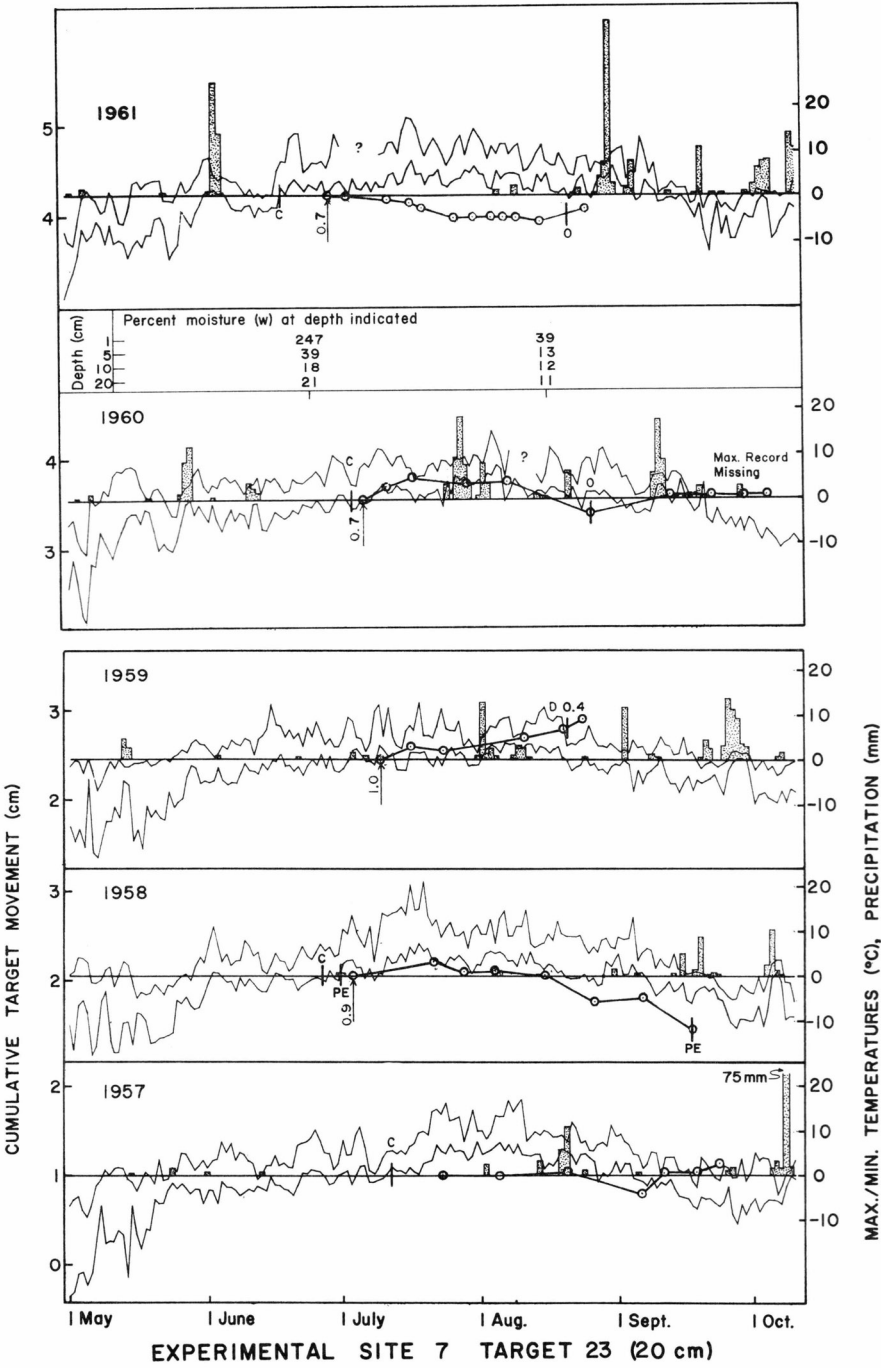 1961
5
4
20
10
0
-10
?
C
0.7
O
Depth (cm)
Percent moisture (w) at depth indicated
1 247 39
5 39 13
10 18 12
20 21 11
1960
4
3
20
10
0
-10
C
0.7
?
O
Max. Record
Missing
1959
3
2
20
10
0
-10
1.0
D 0.4
1958
3
2
20
10
0
-10
C
PE
0.9
PE
1957
2
1
0
20
10
0
-10
C
75mm
CUMULATIVE TARGET MOVEMENT (cm)
MAX./MIN. TEMPERATURES (°C), PRECIPITATION (mm)
1 May 1 June 1 July 1 Aug. 1 Sept. 1 Oct.
EXPERIMENTAL SITE 7 TARGET 23 (20 cm)